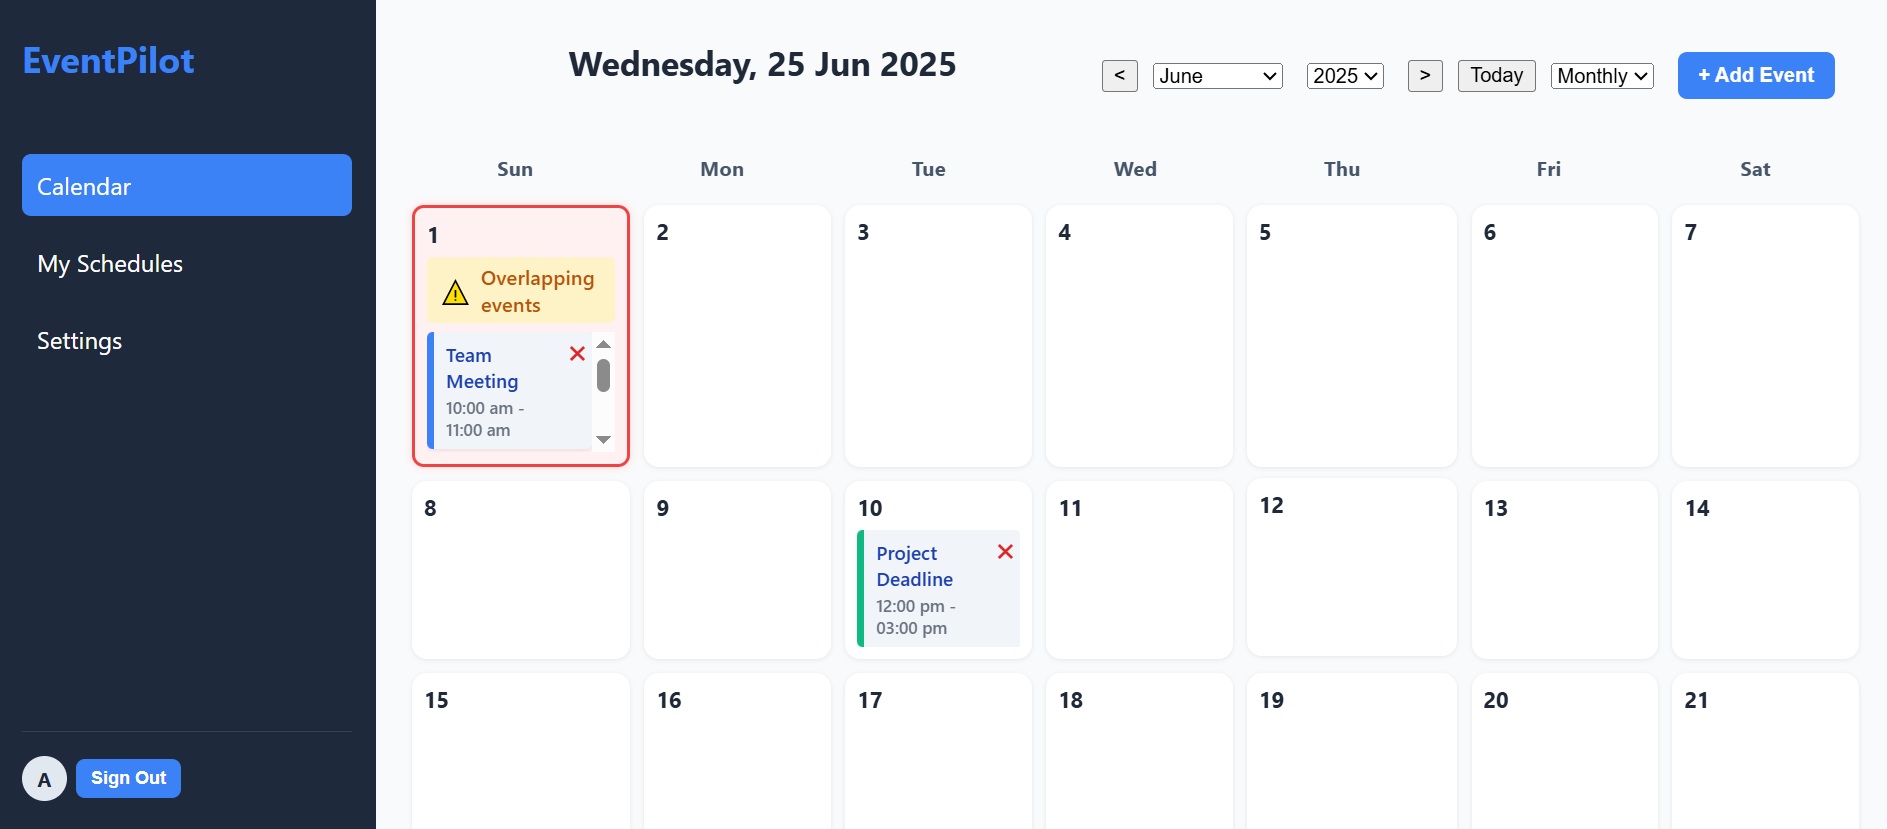 EventPilot
Calendar
My Schedules
Settings
A
Sign Out
Wednesday, 25 Jun 2025
< June 2025 > Today Monthly + Add Event
Sun Mon Tue Wed Thu Fri Sat
1 2 3 4 5 6 7
Overlapping
events
Team
Meeting
10:00 am -
11:00 am
8 9 10 11 12 13 14
Project
Deadline
12:00 pm -
03:00 pm
15 16 17 18 19 20 21